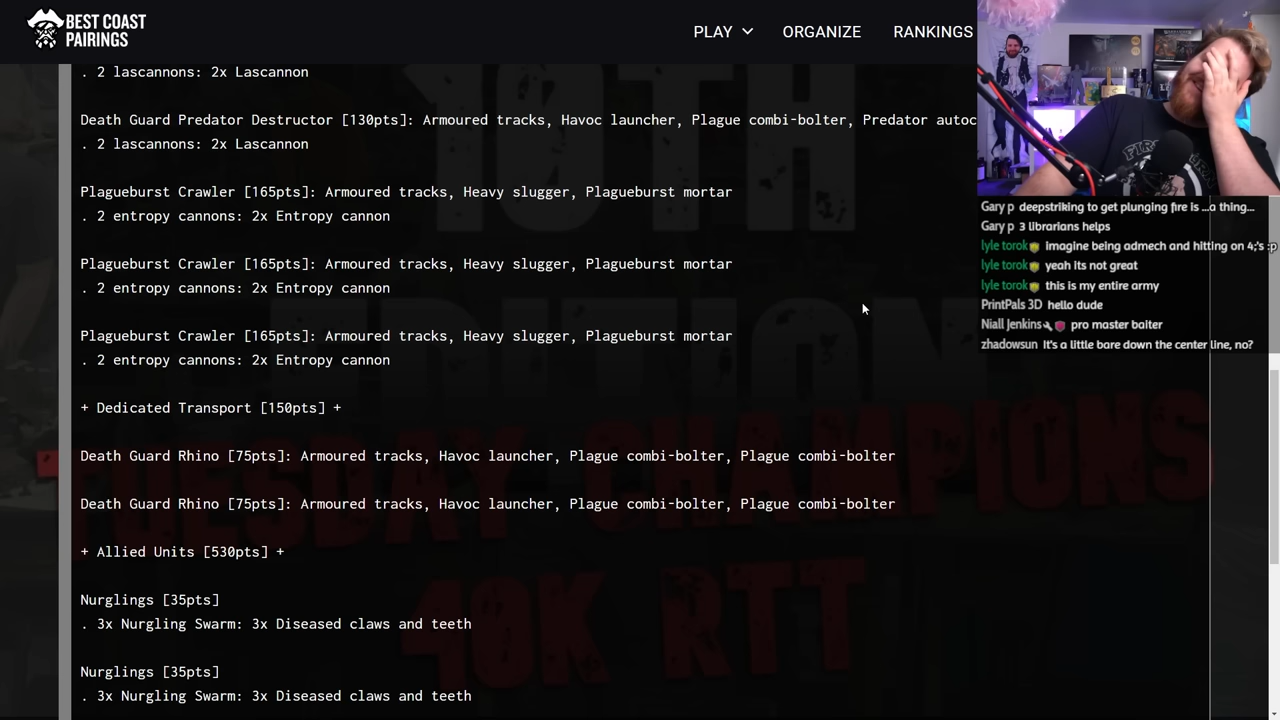 BEST COAST
PAIRINGS
PLAY
ORGANIZE
RANKINGS
. 2 lascannons: 2x Lascannon
Death Guard Predator Destructor [130pts]: Armoured tracks, Havoc launcher, Plague combi-bolter, Predator autoc
. 2 lascannons: 2x Lascannon
Plagueburst Crawler [165pts]: Armoured tracks, Heavy slugger, Plagueburst mortar
. 2 entropy cannons: 2x Entropy cannon
Plagueburst Crawler [165pts]: Armoured tracks, Heavy slugger, Plagueburst mortar
. 2 entropy cannons: 2x Entropy cannon
Plagueburst Crawler [165pts]: Armoured tracks, Heavy slugger, Plagueburst mortar
. 2 entropy cannons: 2x Entropy cannon
+ Dedicated Transport [150pts] +
Death Guard Rhino [75pts]: Armoured tracks, Havoc launcher, Plague combi-bolter, Plague combi-bolter
Death Guard Rhino [75pts]: Armoured tracks, Havoc launcher, Plague combi-bolter, Plague combi-bolter
+ Allied Units [530pts] +
Nurglings [35pts]
. 3x Nurgling Swarm: 3x Diseased claws and teeth
Nurglings [35pts]
. 3x Nurgling Swarm: 3x Diseased claws and teeth
10TH
EDITION
TUESDAY CHAMPIONS
40K RTT
Gary p deepstriking to get plunging fire is ...a thing...
Gary p 3 librarians helps
lyle torok imagine being admech and hitting on 4;'s :p
lyle torok yeah its not great
lyle torok this is my entire army
PrintPals 3D hello dude
Niall Jenkins pro master baiter
zhadowsun It's a little bare down the center line, no?